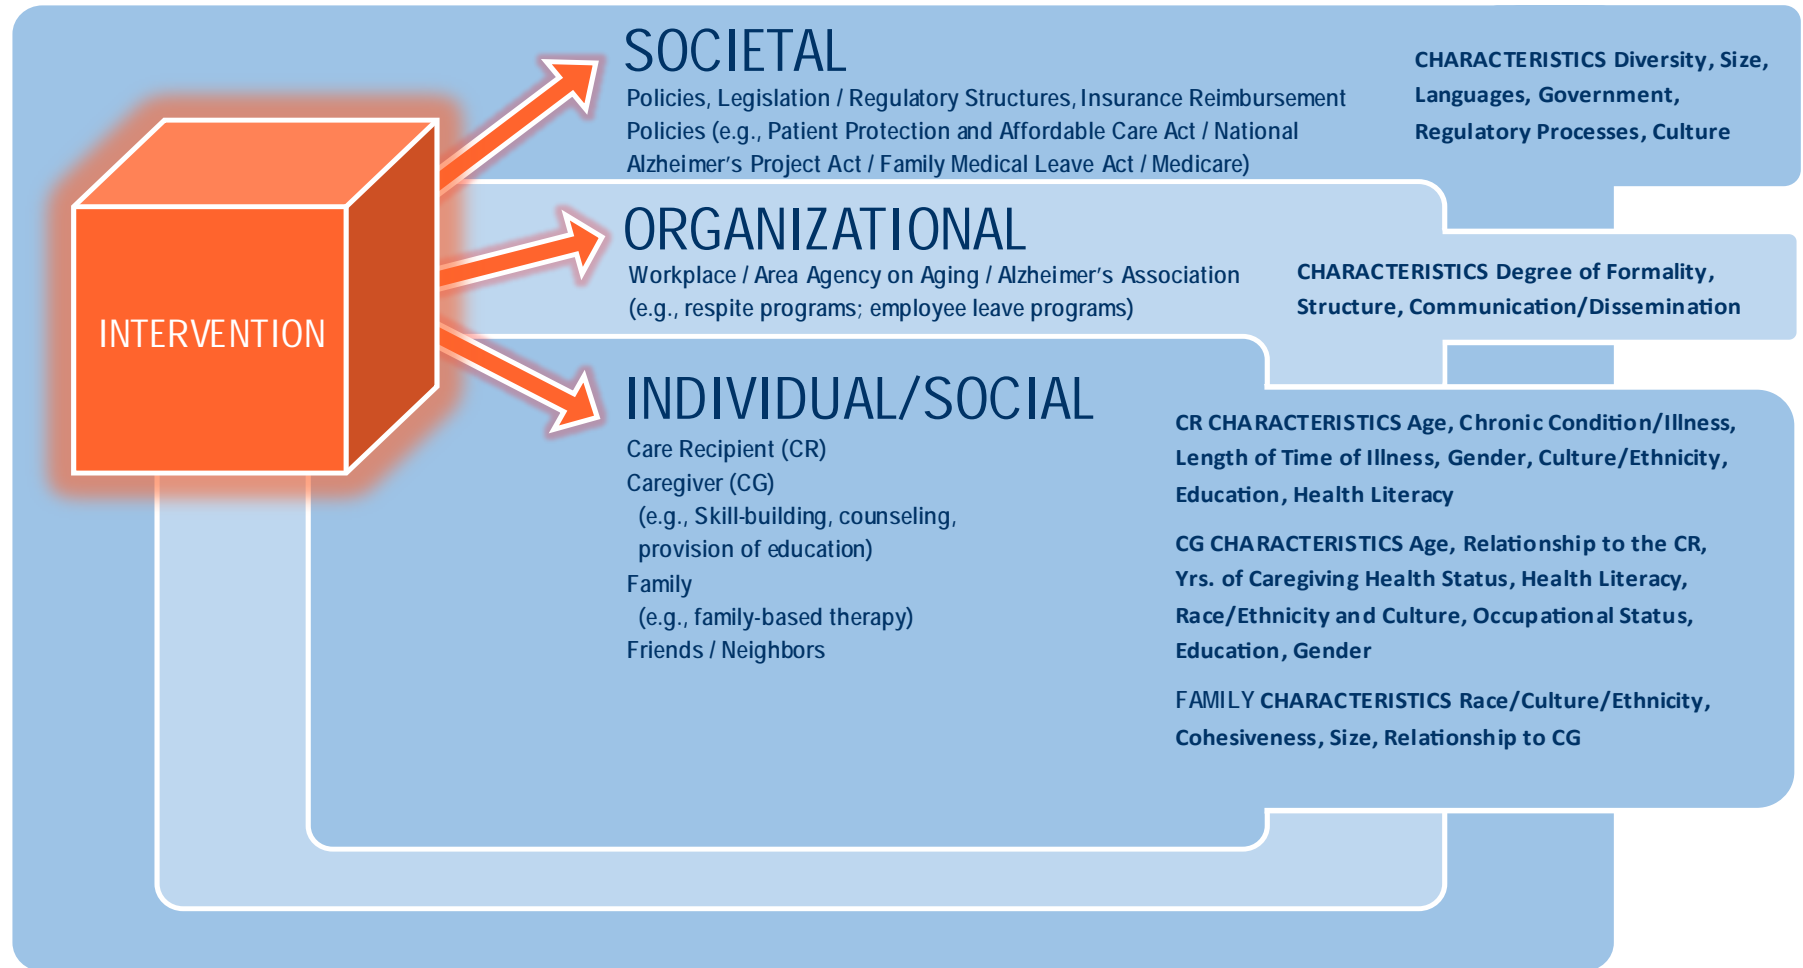 SOCIETAL
Policies, Legislation / Regulatory Structures, Insurance Reimbursement
Policies (e.g., Patient Protection and Affordable Care Act / National
Alzheimer's Project Act / Family Medical Leave Act / Medicare)
CHARACTERISTICS Diversity, Size,
Languages, Government,
Regulatory Processes, Culture
INTERVENTION
ORGANIZATIONAL
Workplace / Area Agency on Aging / Alzheimer's Association
(e.g., respite programs; employee leave programs)
CHARACTERISTICS Degree of Formality,
Structure, Communication/Dissemination
INDIVIDUAL/SOCIAL
Care Recipient (CR)
Caregiver (CG)
(e.g., Skill-building, counseling,
provision of education)
Family
(e.g., family-based therapy)
Friends / Neighbors
CR CHARACTERISTICS Age, Chronic Condition/Illness,
Length of Time of Illness, Gender, Culture/Ethnicity,
Education, Health Literacy
CG CHARACTERISTICS Age, Relationship to the CR,
Yrs. of Caregiving Health Status, Health Literacy,
Race/Ethnicity and Culture, Occupational Status,
Education, Gender
FAMILY CHARACTERISTICS Race/Culture/Ethnicity,
Cohesiveness, Size, Relationship to CG